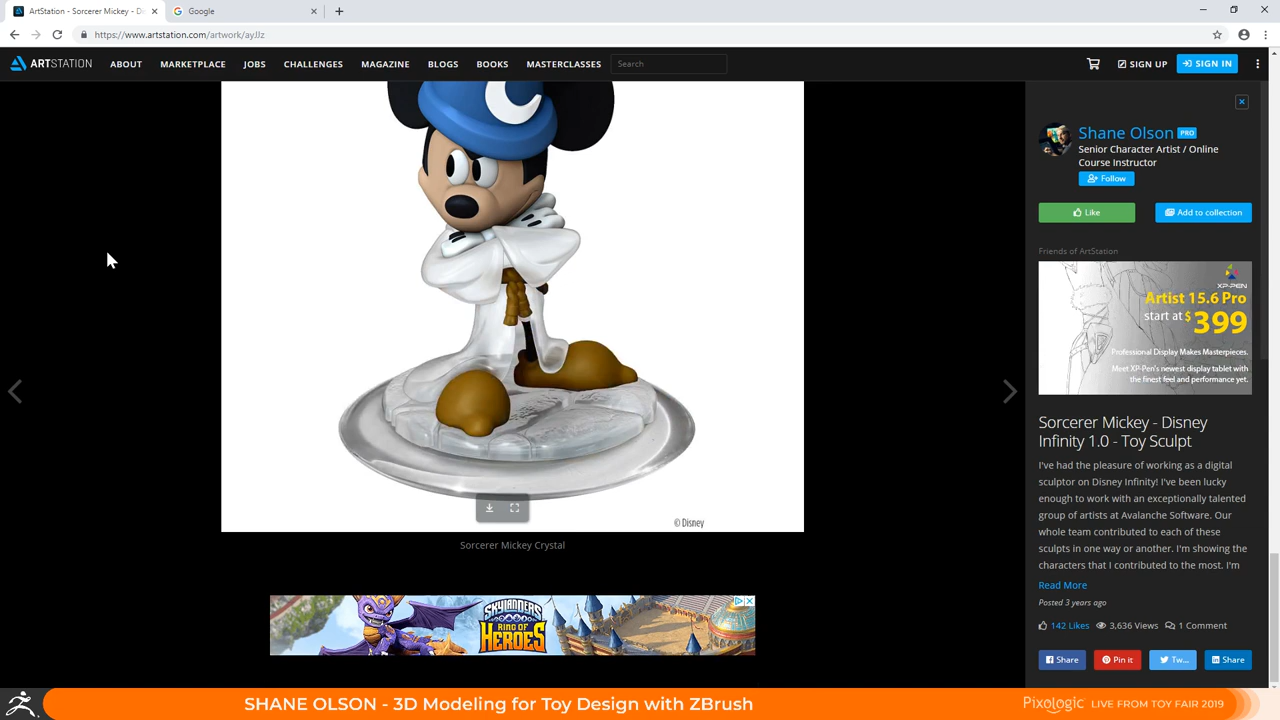 ArtStation - Sorcerer Mickey - Di
Google
https://www.artstation.com/artwork/ayJJz
ARTSTATION
ABOUT
MARKETPLACE
JOBS
CHALLENGES
MAGAZINE
BLOGS
BOOKS
MASTERCLASSES
Search
SIGN UP
SIGN IN
Shane Olson PRO
Senior Character Artist / Online
Course Instructor
Follow
Like
Add to collection
Friends of ArtStation
XP-PEN
Artist 15.6 Pro
start at $399
Professional Display Makes Masterpieces.
Meet XP-Pen's newest display tablet with
the finest feel and performance yet.
Sorcerer Mickey - Disney
Infinity 1.0 - Toy Sculpt
I've had the pleasure of working as a digital
sculptor on Disney Infinity! I've been lucky
enough to work with an exceptionally talented
group of artists at Avalanche Software. Our
whole team contributed to each of these
sculpts in one way or another. I'm showing the
characters that I contributed to the most. I'm
Read More
Posted 3 years ago
142 Likes
3,636 Views
1 Comment
Share
Pin it
Tw...
Share
© Disney
Sorcerer Mickey Crystal
SKYLANDERS
RING OF
HEROES
SHANE OLSON - 3D Modeling for Toy Design with ZBrush
Pixologic LIVE FROM TOY FAIR 2019